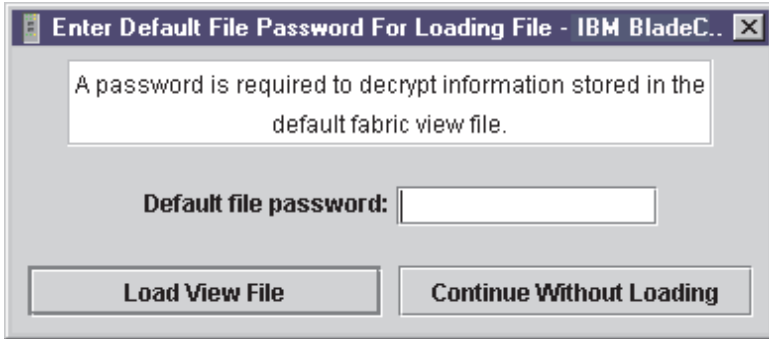 Enter Default File Password For Loading File - IBM BladeC..
A password is required to decrypt information stored in the
default fabric view file.
Default file password:
Load View File
Continue Without Loading